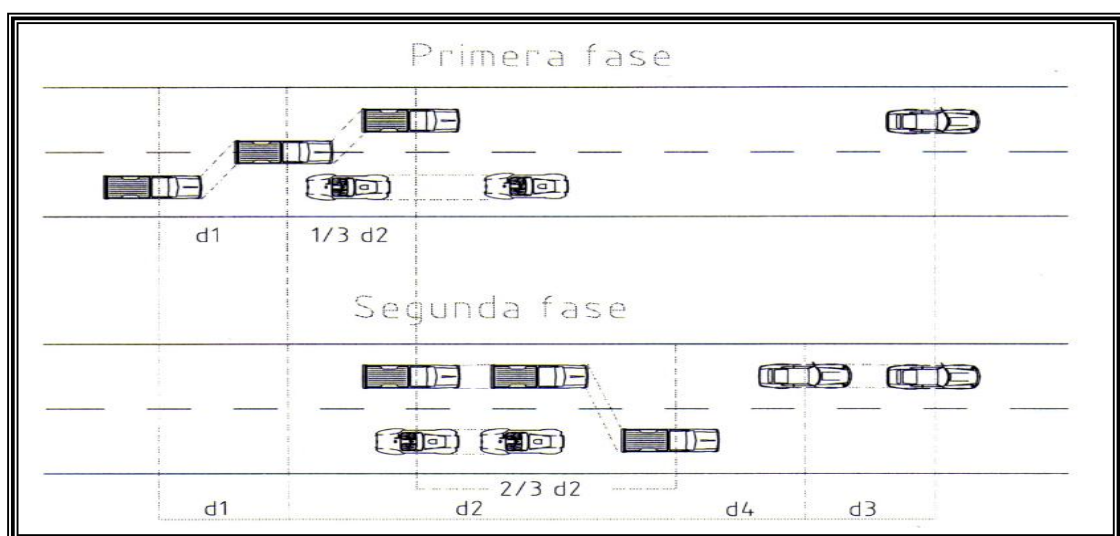 Primera fase
d1 1/3 d2
Segunda fase
2/3 d2
d1 d2 d4 d3